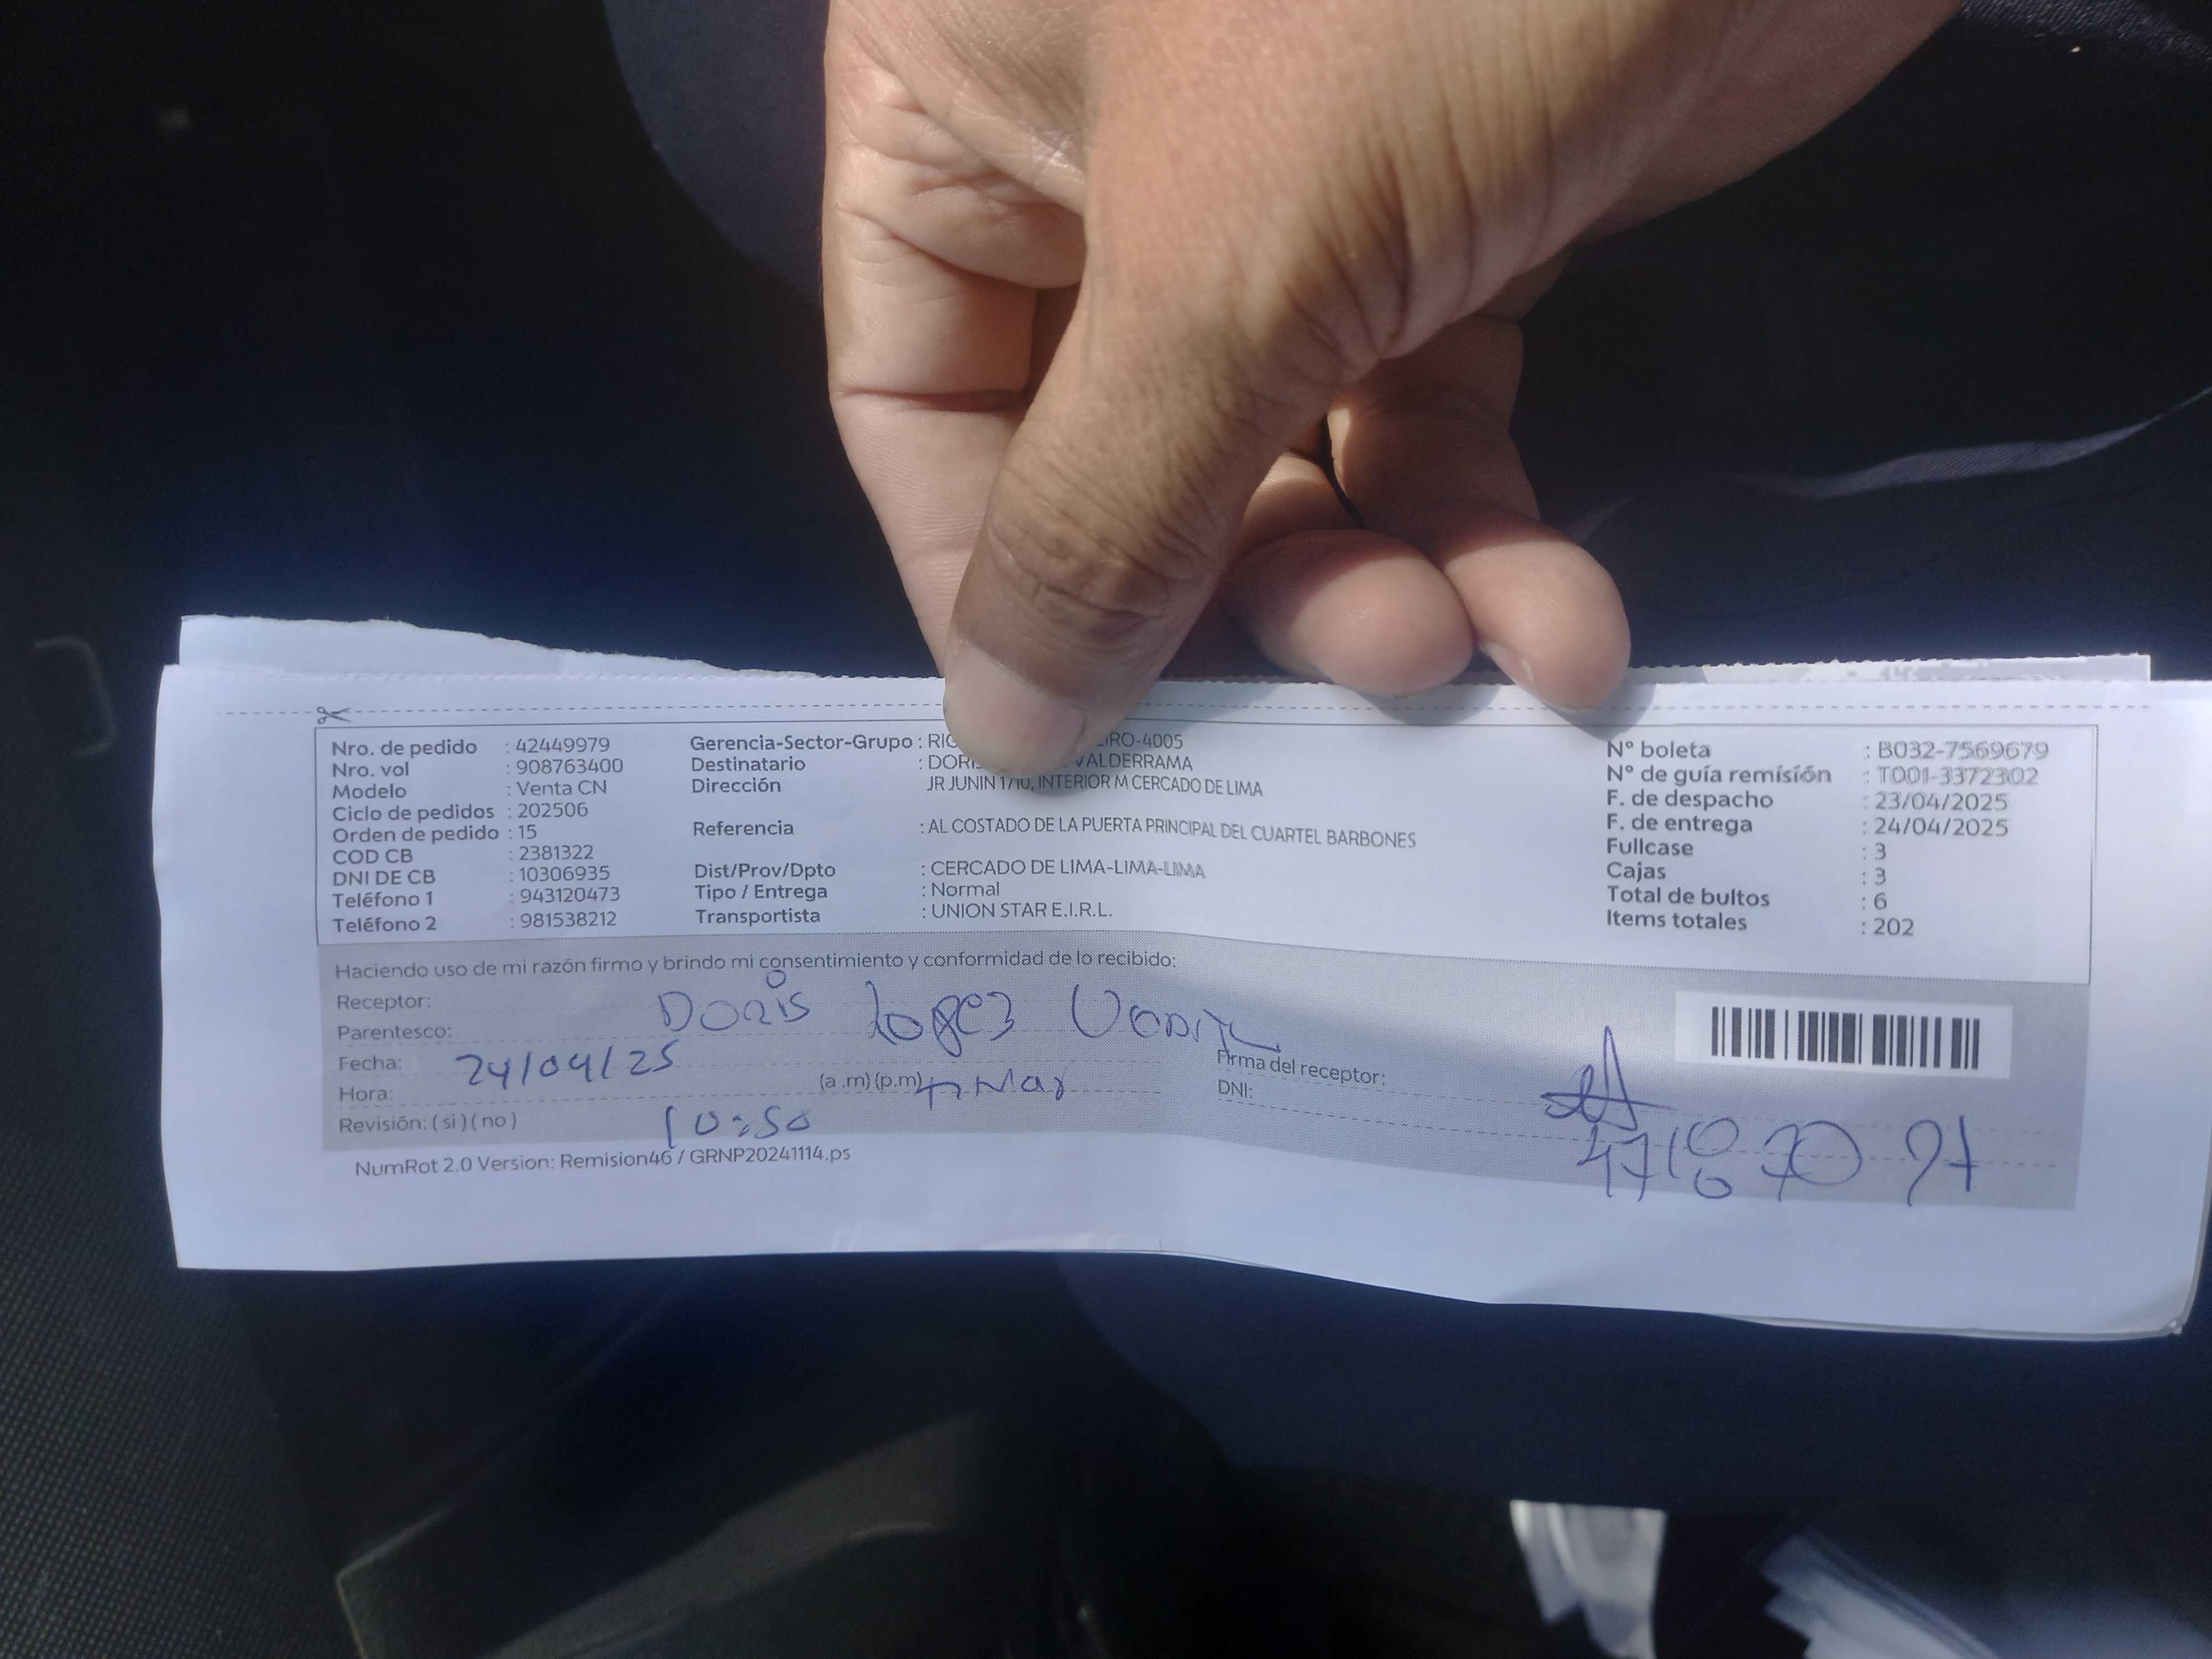 Nro. de pedido : 42449979
Nro. vol : 908763400
Modelo : Venta CN
Ciclo de pedidos : 202506
Orden de pedido : 15
COD CB : 2381322
DNI DE CB : 10306935
Teléfono 1 : 943120473
Teléfono 2 : 981538212
Gerencia-Sector-Grupo : -4005
Destinatario : VALDERRAMA
Dirección JR JUNIN INTERIOR M CERCADO DE LIMA
Referencia : AL COSTADO DE LA PUERTA PRINCIPAL DEL CUARTEL BARBONES
Dist/Prov/Dpto : CERCADO DE LIMA-LIMA-LIMA
Tipo / Entrega : Normal
Transportista : UNION STAR E.I.R.L.
N° boleta : B032-7569679
N° de guía remisión : T001-3372302
F. de despacho : 23/04/2025
F. de entrega : 24/04/2025
Fullcase : 3
Cajas : 3
Total de bultos : 6
Items totales : 202
Haciendo uso de mi razón firmo y brindo mi consentimiento y conformidad de lo recibido:
Receptor: Doris Lopez
Parentesco:
Fecha: 24/04/25
Hora: (a .m) (p.m)
Revisión: ( si ) ( no ) 10:50
Firma del receptor:
DNI:
NumRot 2.0 Version: Remision46 / GRNP20241114.ps